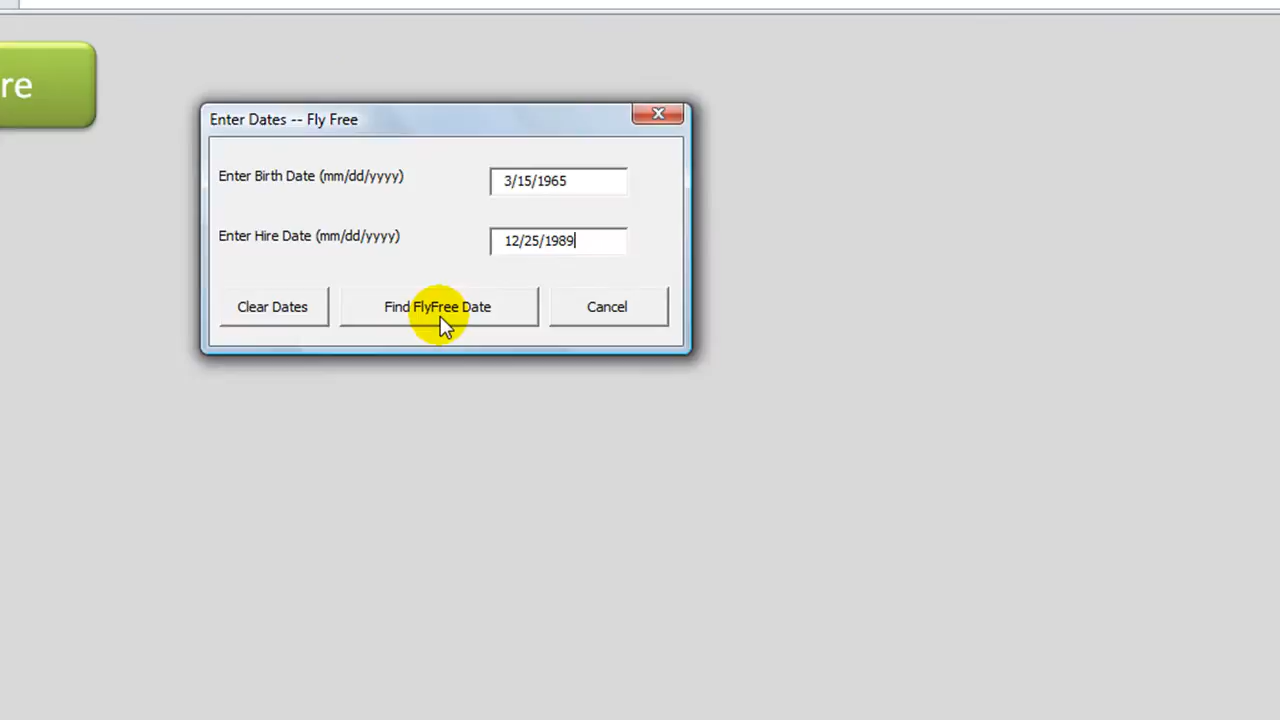 re
Enter Dates -- Fly Free
Enter Birth Date (mm/dd/yyyy)
3/15/1965
Enter Hire Date (mm/dd/yyyy)
12/25/1989
Clear Dates
Find FlyFree Date
Cancel